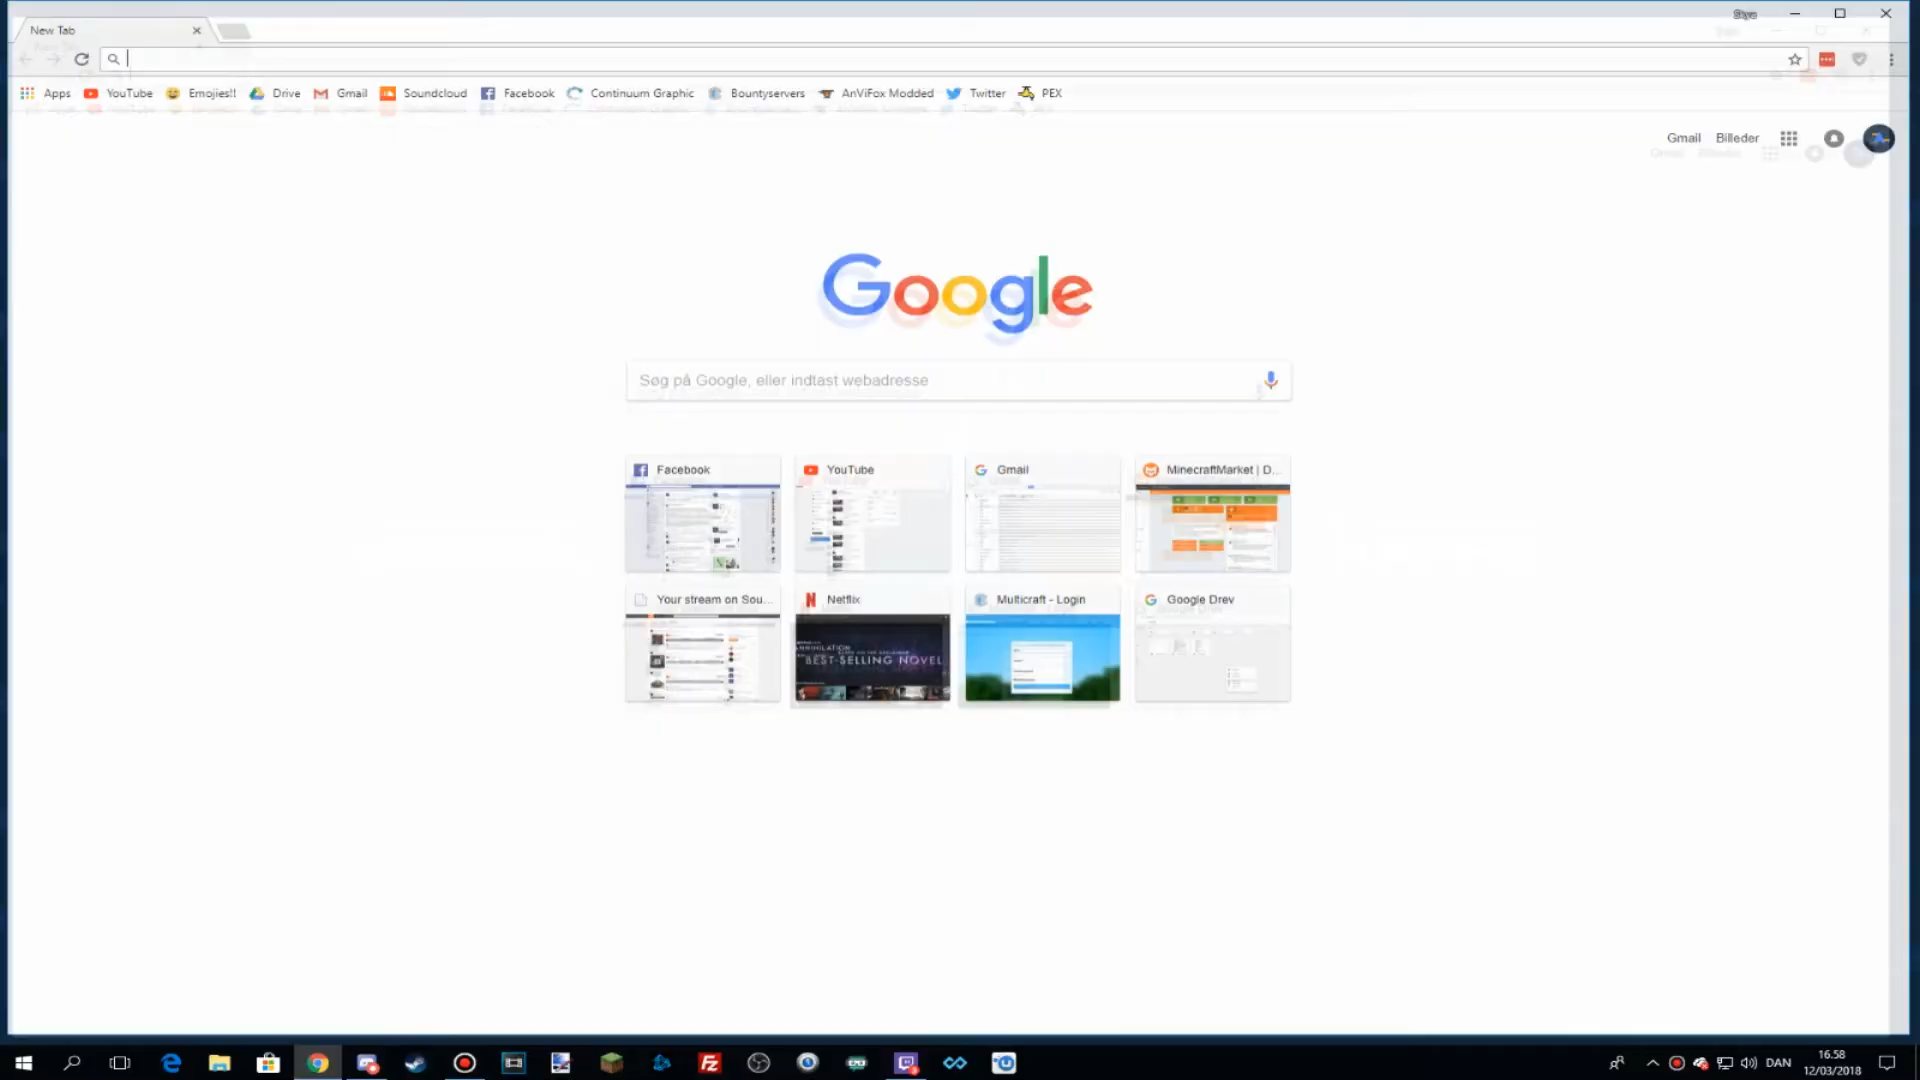 Skya
New Tab
Apps YouTube Emojies!! Drive Gmail Soundcloud Facebook Continuum Graphic Bountyservers AnViFox Modded Twitter PEX
Gmail Billeder
Google
Søg på Google, eller indtast webadresse
Facebook YouTube Gmail MinecraftMarket | D...
Your stream on Sou... Netflix Multicraft - Login Google Drev
ANNIHILATION
BEST-SELLING NOVEL
DAN
16.58
12/03/2018